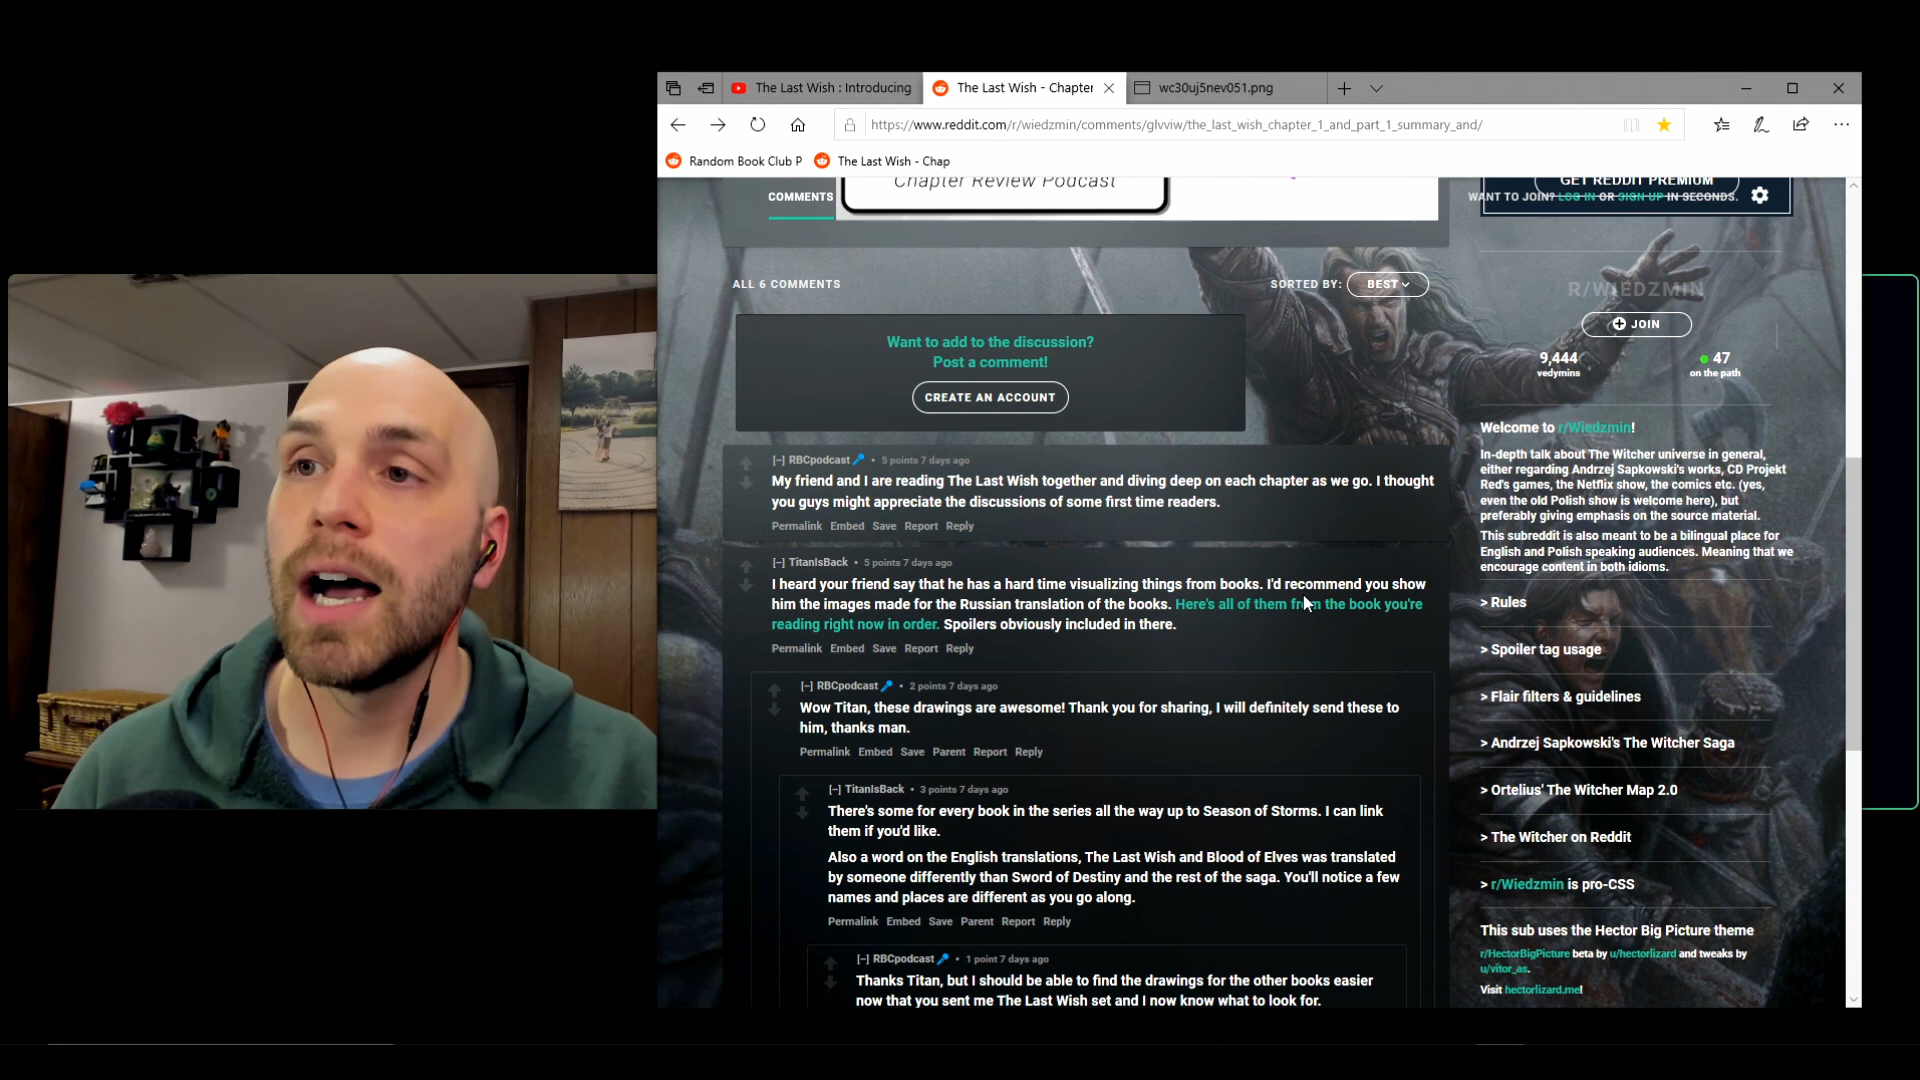 The Last Wish : Introducing
The Last Wish - Chapter
wc30uj5nev051.png
https://www.reddit.com/r/wiedzmin/comments/glvviw/the_last_wish_chapter_1_and_part_1_summary_and/
Random Book Club P
The Last Wish - Chap
Chapter Review Podcast
COMMENTS
GET REDDIT PREMIUM
WANT TO JOIN? LOG IN OR SIGN UP IN SECONDS.
ALL 6 COMMENTS
SORTED BY: BEST
Want to add to the discussion?
Post a comment!
CREATE AN ACCOUNT
[–] RBCpodcast • 5 points 7 days ago
My friend and I are reading The Last Wish together and diving deep on each chapter as we go. I thought
you guys might appreciate the discussions of some first time readers.
Permalink Embed Save Report Reply
[–] TitanIsBack • 5 points 7 days ago
I heard your friend say that he has a hard time visualizing things from books. I'd recommend you show
him the images made for the Russian translation of the books. Here's all of them from the book you're
reading right now in order. Spoilers obviously included in there.
Permalink Embed Save Report Reply
[–] RBCpodcast • 2 points 7 days ago
Wow Titan, these drawings are awesome! Thank you for sharing, I will definitely send these to
him, thanks man.
Permalink Embed Save Parent Report Reply
[–] TitanIsBack • 3 points 7 days ago
There's some for every book in the series all the way up to Season of Storms. I can link
them if you'd like.
Also a word on the English translations, The Last Wish and Blood of Elves was translated
by someone differently than Sword of Destiny and the rest of the saga. You'll notice a few
names and places are different as you go along.
Permalink Embed Save Parent Report Reply
[–] RBCpodcast • 1 point 7 days ago
Thanks Titan, but I should be able to find the drawings for the other books easier
now that you sent me The Last Wish set and I now know what to look for.
R/WIEDZMIN
JOIN
9,444
vedymins
47
on the path
Welcome to r/Wiedzmin!
In-depth talk about The Witcher universe in general,
either regarding Andrzej Sapkowski's works, CD Projekt
Red's games, the Netflix show, the comics etc. (yes,
even the old Polish show is welcome here), but
preferably giving emphasis on the source material.
This subreddit is also meant to be a bilingual place for
English and Polish speaking audiences. Meaning that we
encourage content in both idioms.
> Rules
> Spoiler tag usage
> Flair filters & guidelines
> Andrzej Sapkowski's The Witcher Saga
> Ortelius' The Witcher Map 2.0
> The Witcher on Reddit
> r/Wiedzmin is pro-CSS
This sub uses the Hector Big Picture theme
r/HectorBigPicture beta by u/hectorlizard and tweaks by
u/vitor_as.
Visit hectorlizard.me!